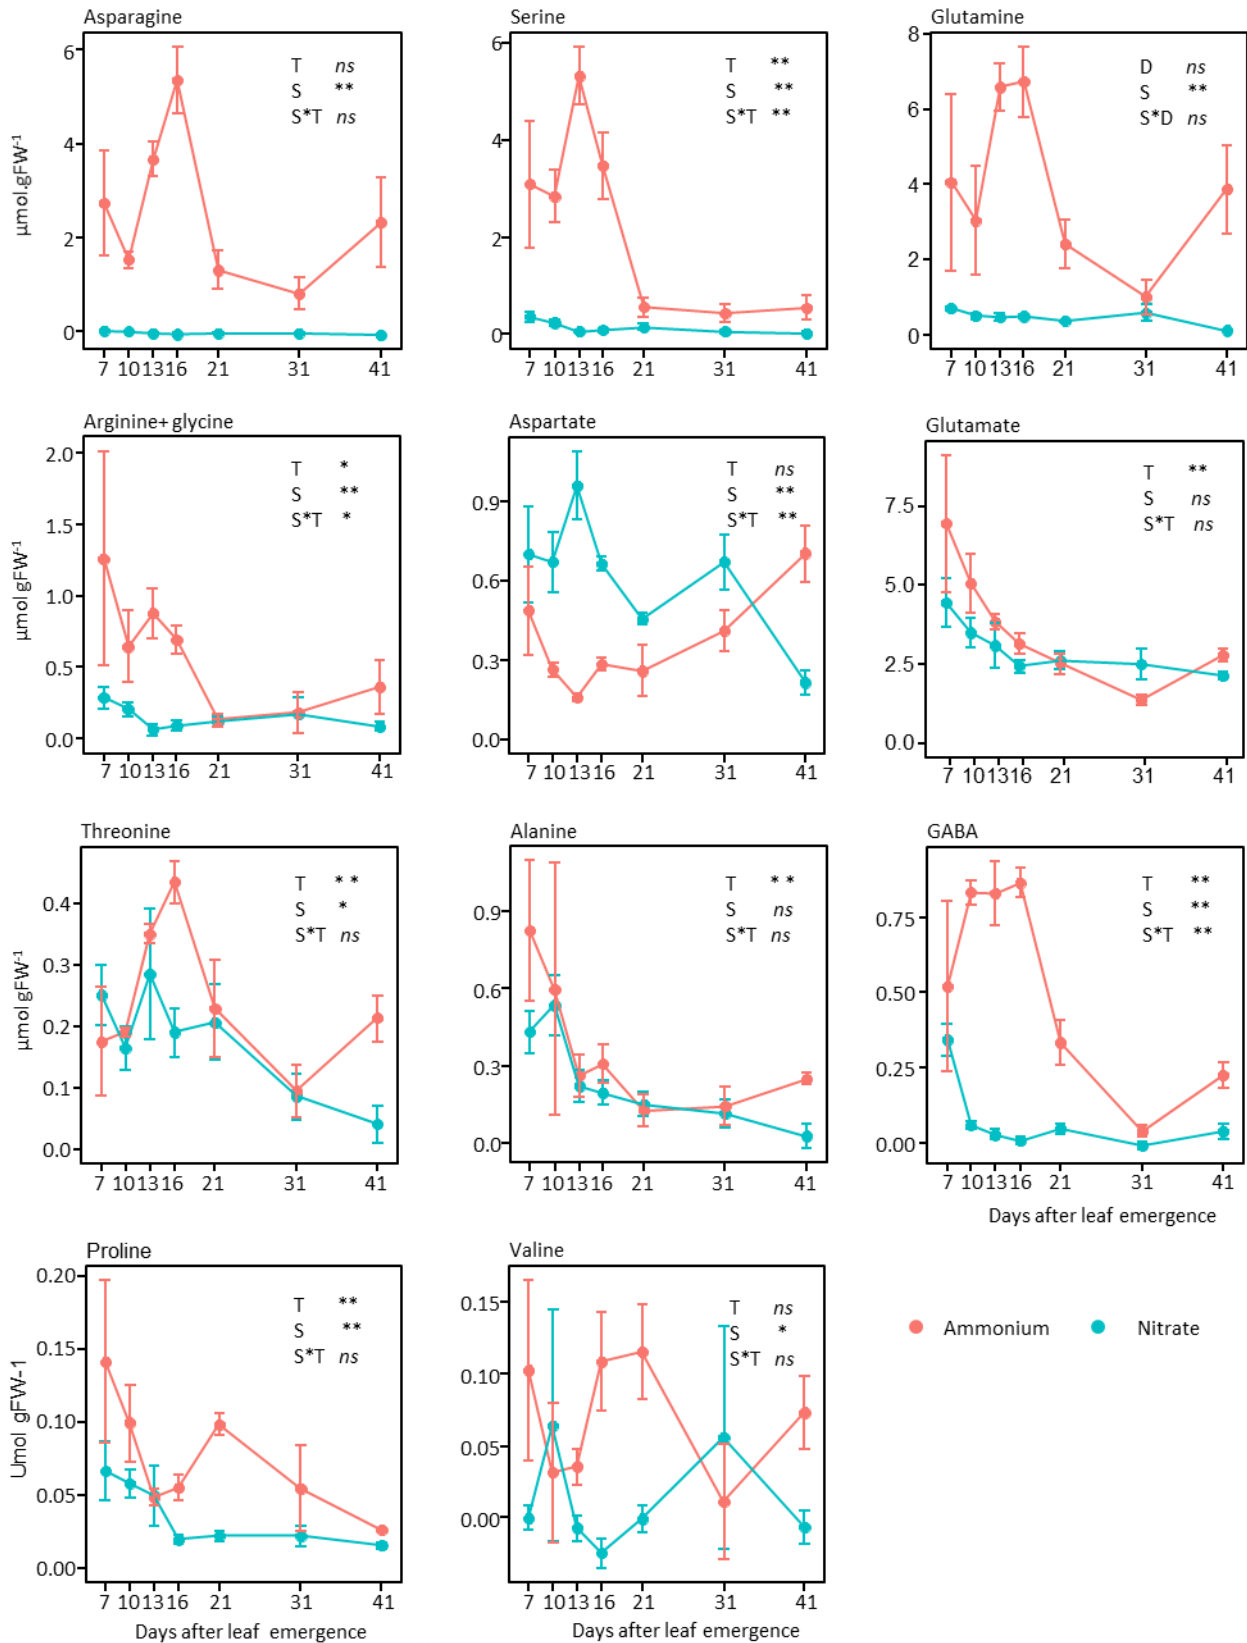 Asparagine
6
4
2
0
µmol.gFW-1
T ns
S **
S*T ns
7 10 13 16 21 31 41
Serine
6
4
2
0
T **
S **
S*T **
7 10 13 16 21 31 41
Glutamine
8
6
4
2
0
D ns
S **
S*D ns
7 10 13 16 21 31 41
Arginine+ glycine
2.0
1.5
1.0
0.5
0.0
µmol gFW-1
T *
S **
S*T *
7 10 13 16 21 31 41
Aspartate
0.9
0.6
0.3
0.0
T ns
S **
S*T **
7 10 13 16 21 31 41
Glutamate
7.5
5.0
2.5
0.0
T **
S ns
S*T ns
7 10 13 16 21 31 41
Threonine
0.4
0.3
0.2
0.1
0.0
µmol gFW-1
T **
S *
S*T ns
7 10 13 16 21 31 41
Alanine
0.9
0.6
0.3
0.0
T **
S ns
S*T ns
7 10 13 16 21 31 41
GABA
0.75
0.50
0.25
0.00
T **
S **
S*T **
7 10 13 16 21 31 41
Days after leaf emergence
Proline
0.20
0.15
0.10
0.05
0.00
Umol gFW-1
T **
S **
S*T ns
7 10 13 16 21 31 41
Days after leaf emergence
Valine
0.15
0.10
0.05
0.00
T ns
S *
S*T ns
7 10 13 16 21 31 41
Days after leaf emergence
Ammonium Nitrate